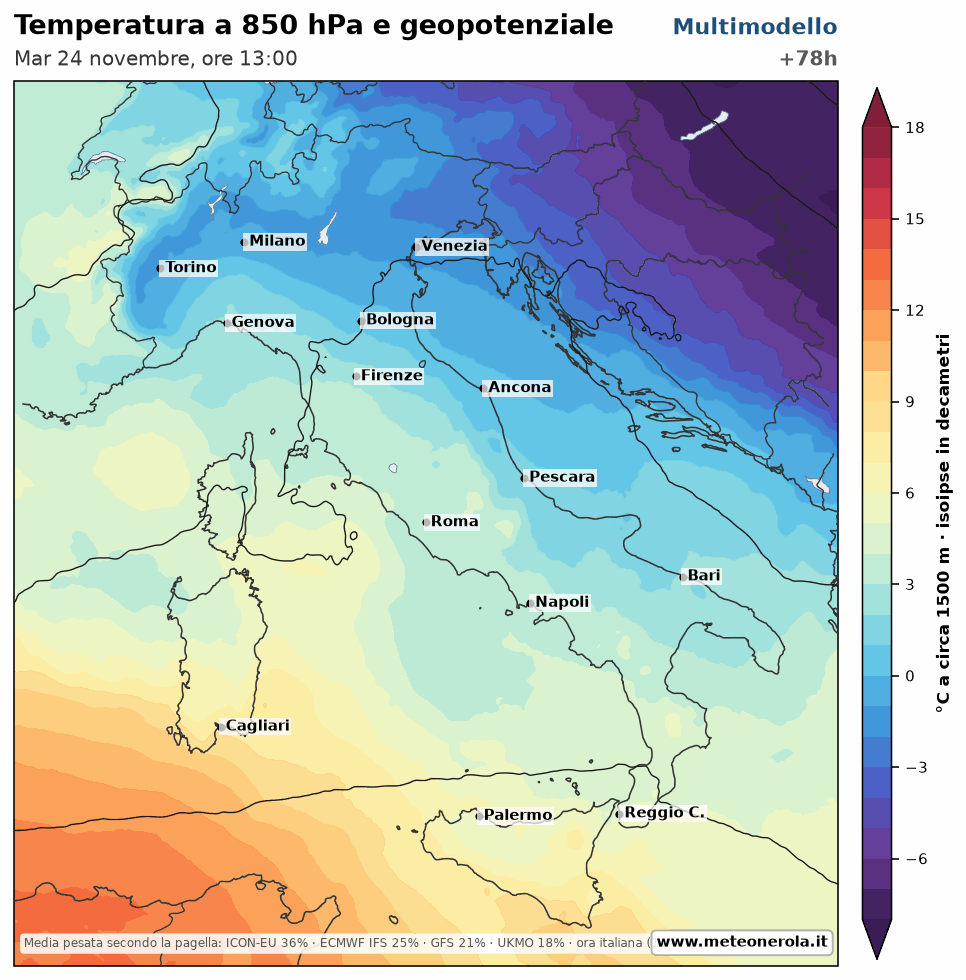 Temperatura a 850 hPa e geopotenziale
Multimodello
Mar 24 novembre, ore 13:00
+78h
Milano
Venezia
Torino
Genova
Bologna
Firenze
Ancona
Pescara
Roma
Bari
Napoli
Cagliari
Palermo
Reggio C.
18
15
12
9
6
3
0
−3
−6
°C a circa 1500 m · isoipse in decametri
Media pesata secondo la pagella: ICON-EU 36% · ECMWF IFS 25% · GFS 21% · UKMO 18% · ora italiana (
www.meteonerola.it